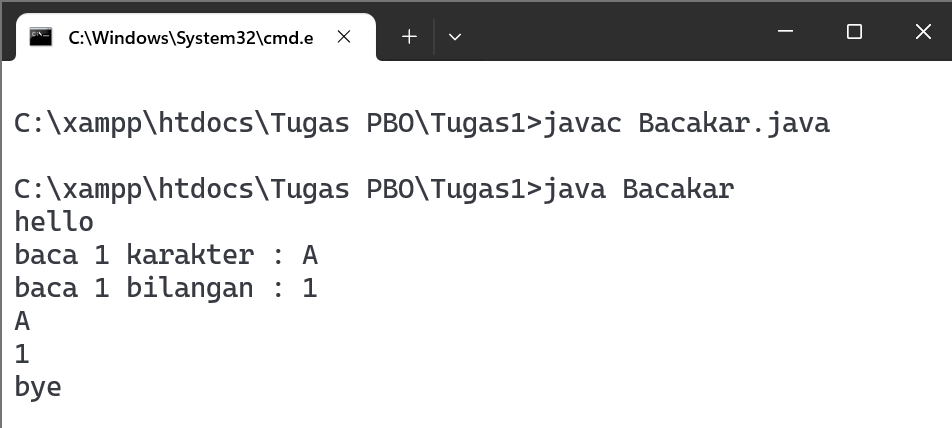 C:\Windows\System32\cmd.e
C:\xampp\htdocs\Tugas PBO\Tugas1>javac Bacakar.java
C:\xampp\htdocs\Tugas PBO\Tugas1>java Bacakar
hello
baca 1 karakter : A
baca 1 bilangan : 1
A
1
bye